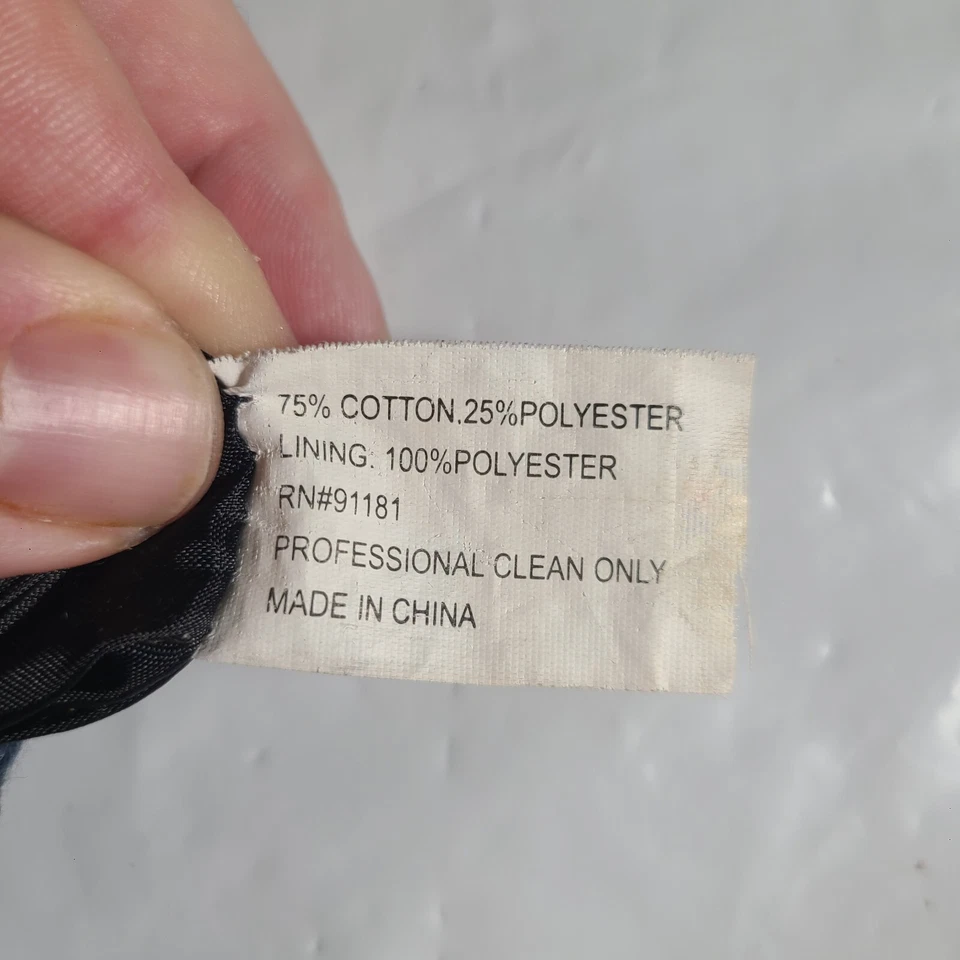 75% COTTON.25%POLYESTER
LINING: 100%POLYESTER
RN#91181
PROFESSIONAL CLEAN ONLY
MADE IN CHINA